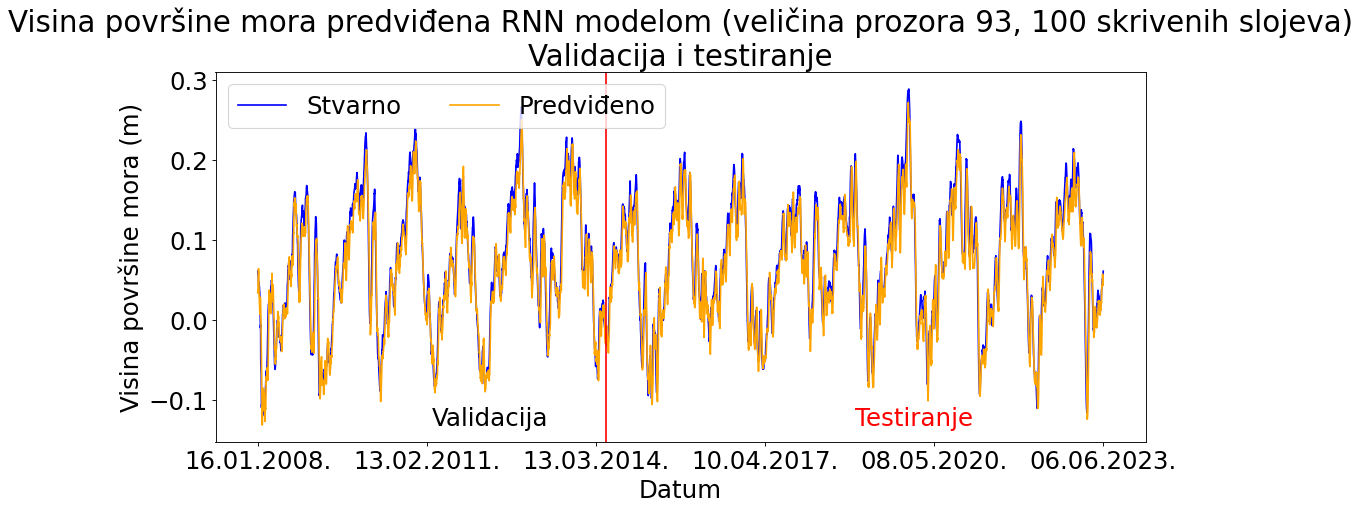 Visina površine mora predviđena RNN modelom (veličina prozora 93, 100 skrivenih slojeva)
Validacija i testiranje
Stvarno
Predviđeno
Visina površine mora (m)
0.3
0.2
0.1
0.0
−0.1
Validacija
Testiranje
16.01.2008.
13.02.2011.
13.03.2014.
10.04.2017.
08.05.2020.
06.06.2023.
Datum